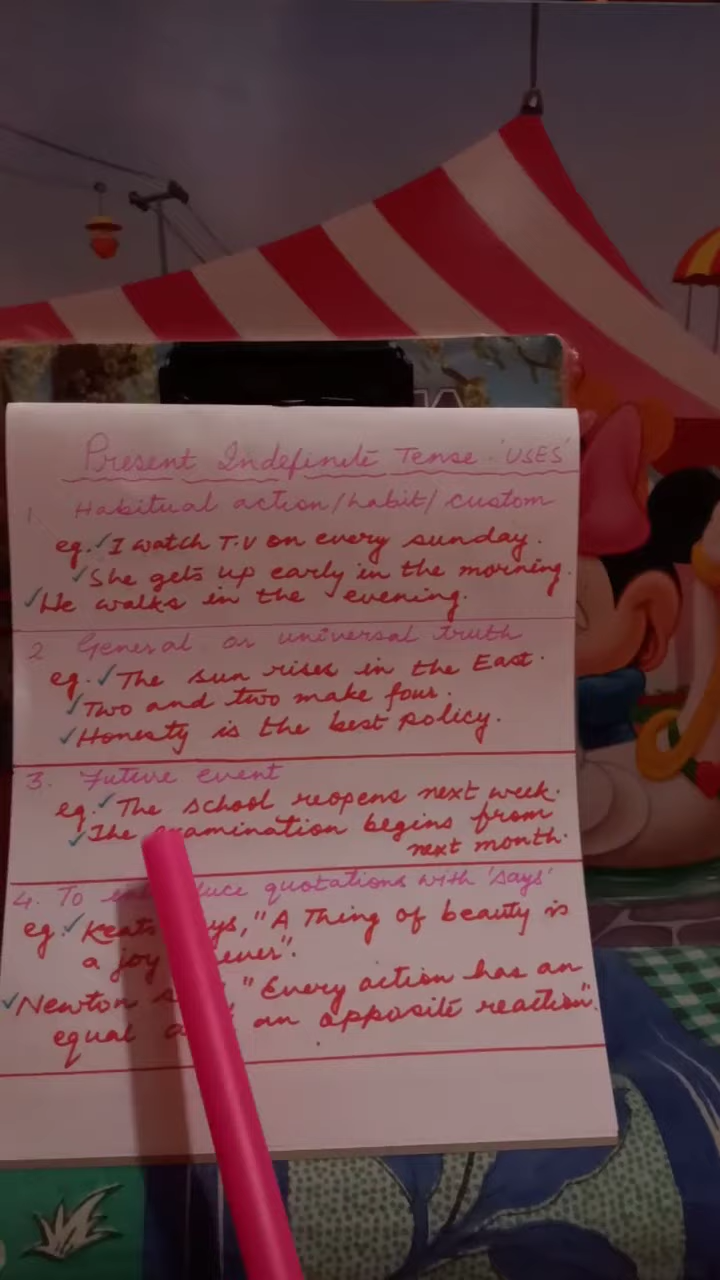 Present Indefinite Tense 'USES'
1. Habitual action/habit/custom
eg. ✓I watch T.V on every sunday.
✓She gets up early in the morning.
✓He walks in the evening.
2 General or universal truth
eg. ✓The sun rises in the East.
✓Two and two make four.
✓Honesty is the best policy.
3. Future event
eg. ✓The school reopens next week.
✓The examination begins from
next month.
4. To quotations with 'says'
eg. ✓Keats "A Thing of beauty is
a joy
✓Newton "Every action has an
equal an opposite reaction".